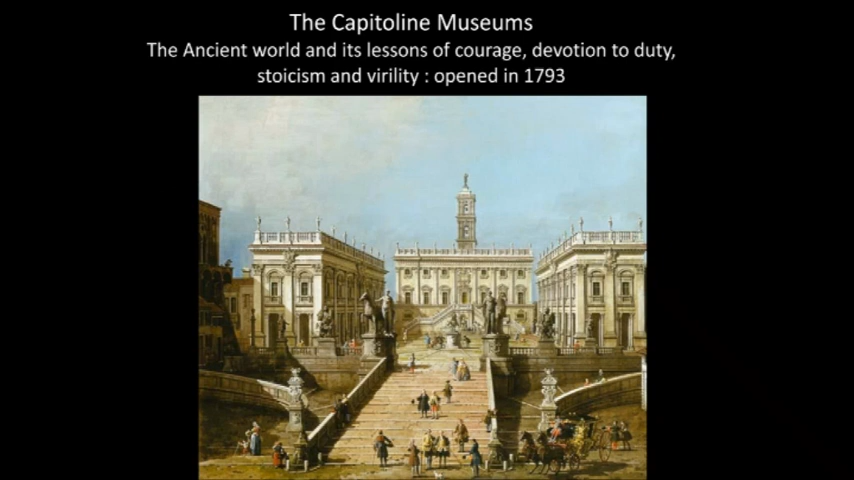 The Capitoline Museums
The Ancient world and its lessons of courage, devotion to duty,
stoicism and virility : opened in 1793